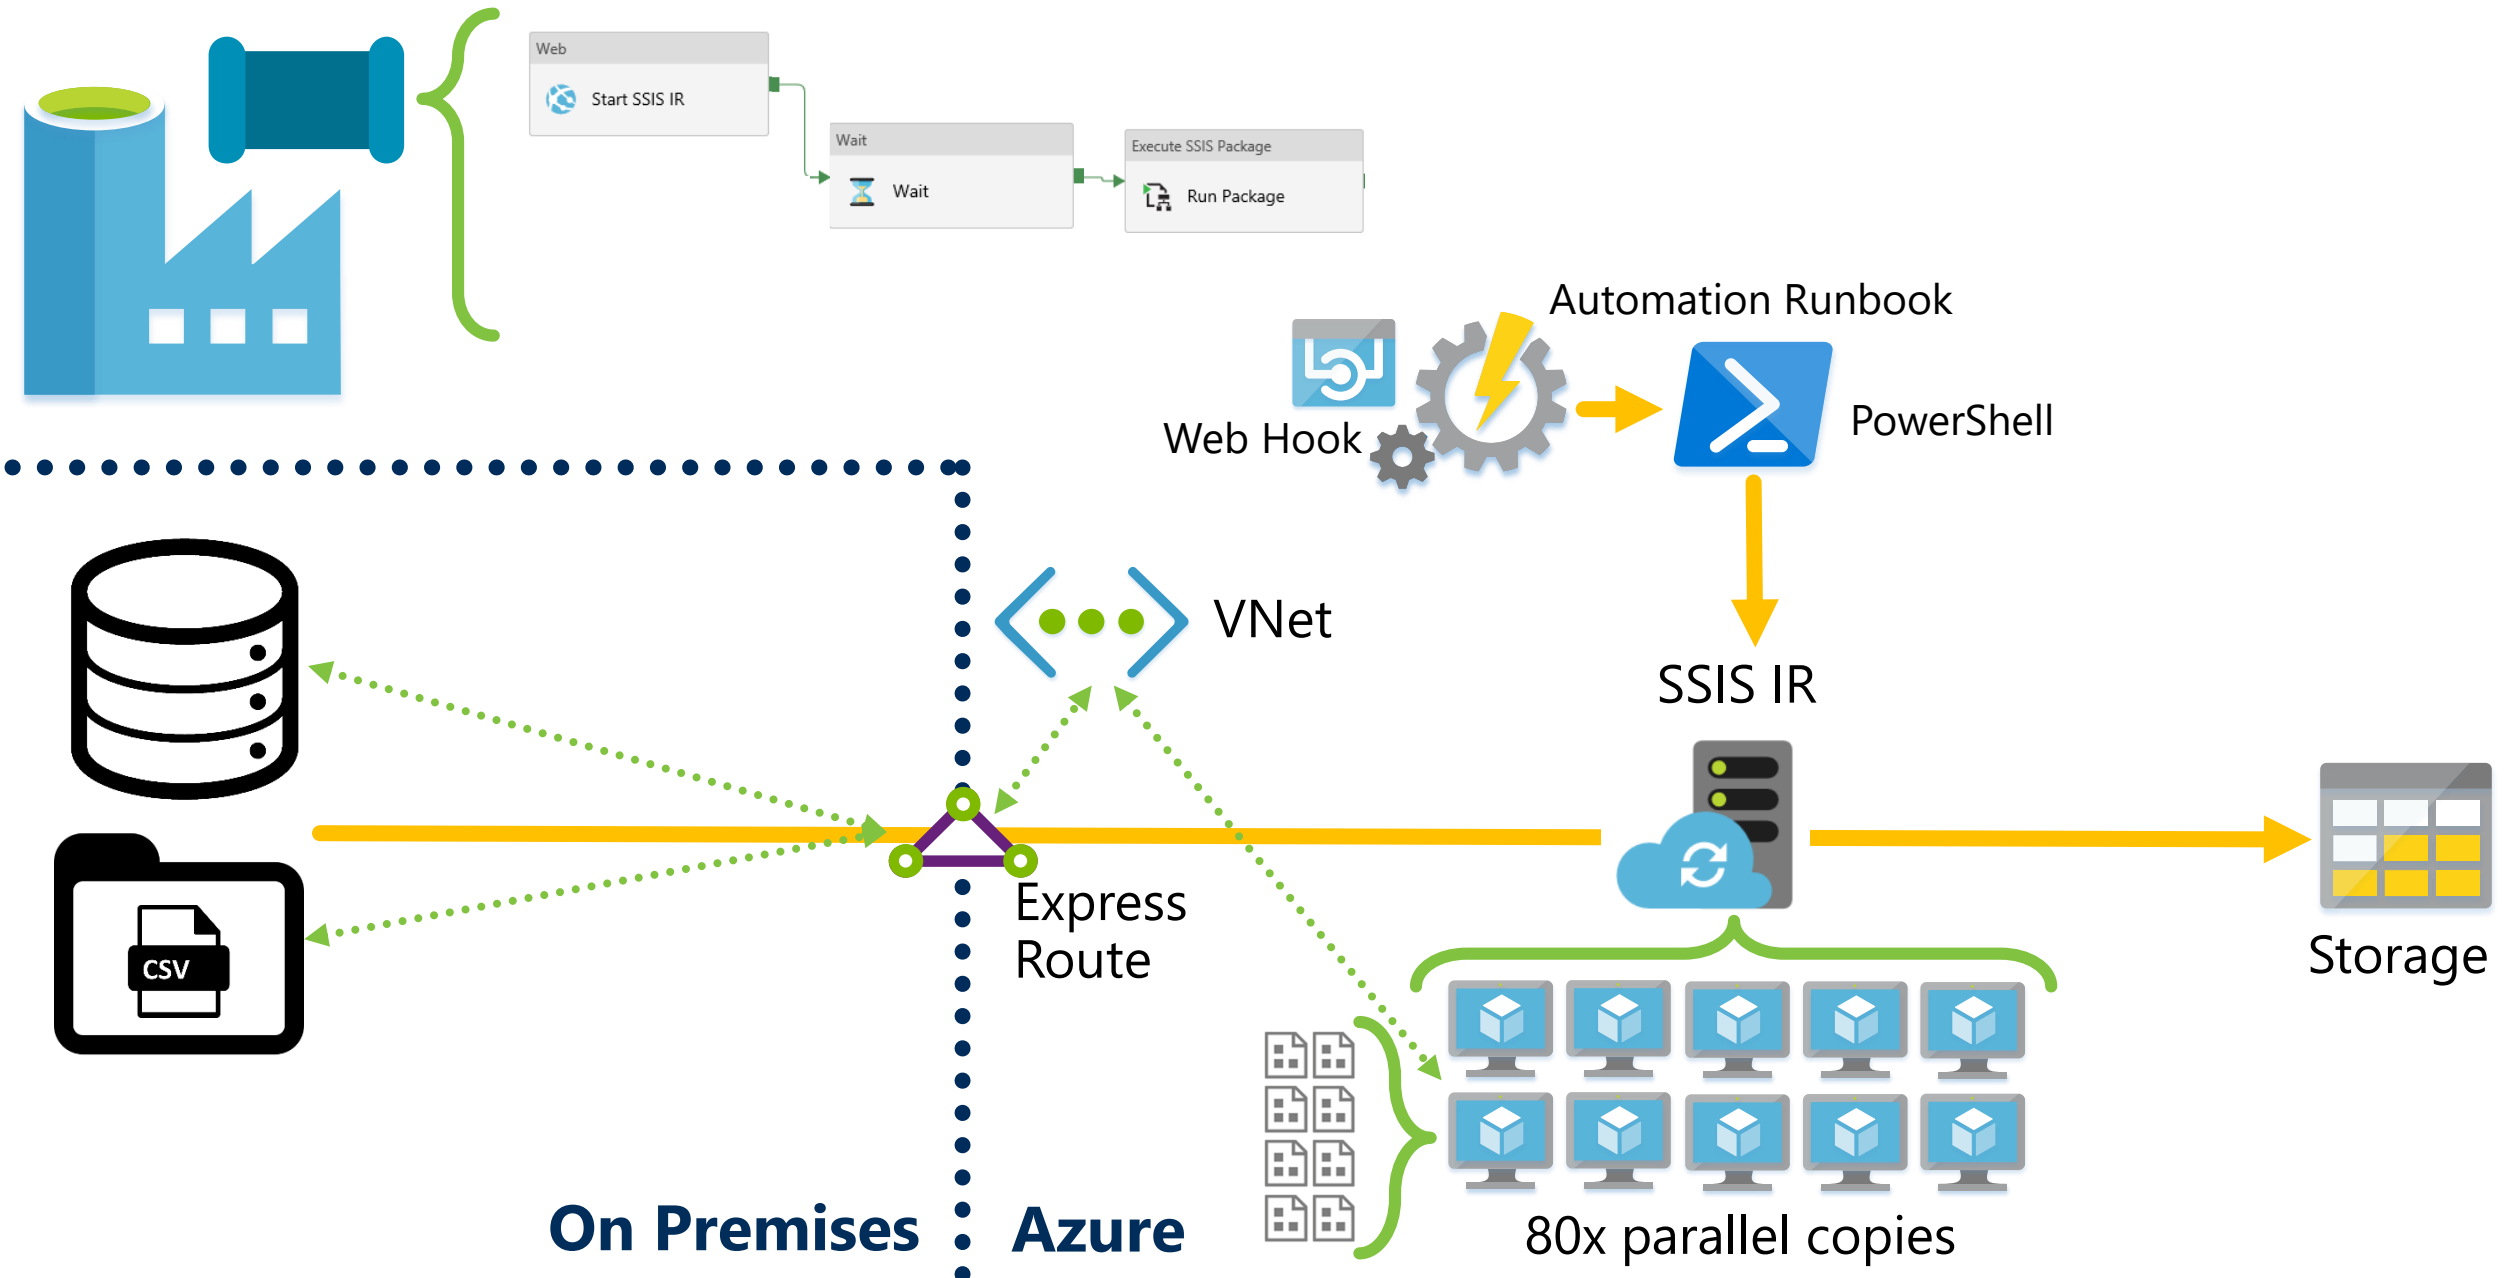 Web
Start SSIS IR
Wait
Wait
Execute SSIS Package
Run Package
Automation Runbook
Web Hook
PowerShell
VNet
SSIS IR
CSV
Express
Route
Storage
On Premises
Azure
80x parallel copies